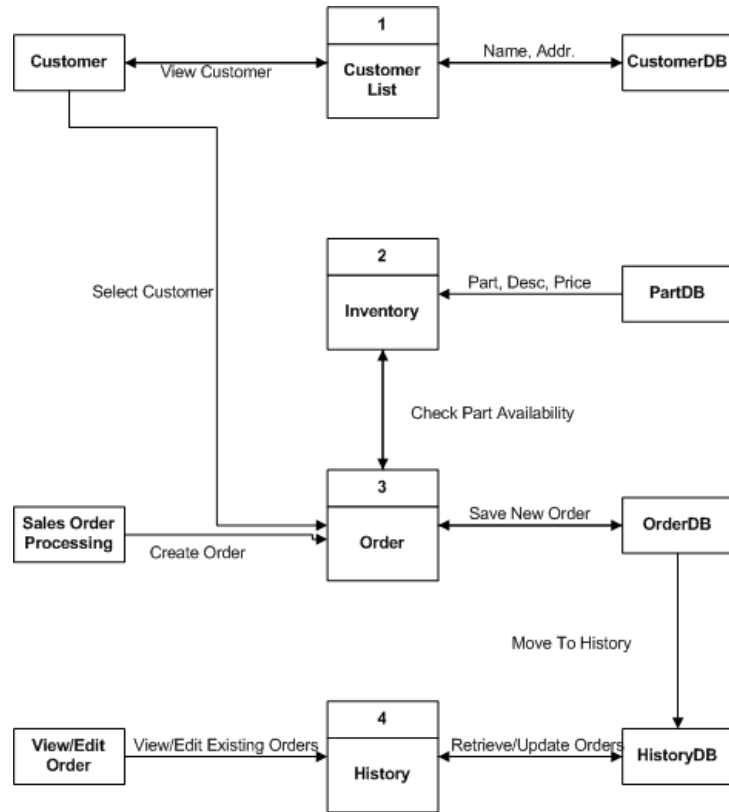 1
Customer
View Customer
Customer
List
Name, Addr.
CustomerDB
2
Select Customer
Inventory
Part, Desc, Price
PartDB
Check Part Availability
3
Sales Order
Processing
Create Order
Order
Save New Order
OrderDB
Move To History
4
View/Edit
Order
View/Edit Existing Orders
History
Retrieve/Update Orders
HistoryDB